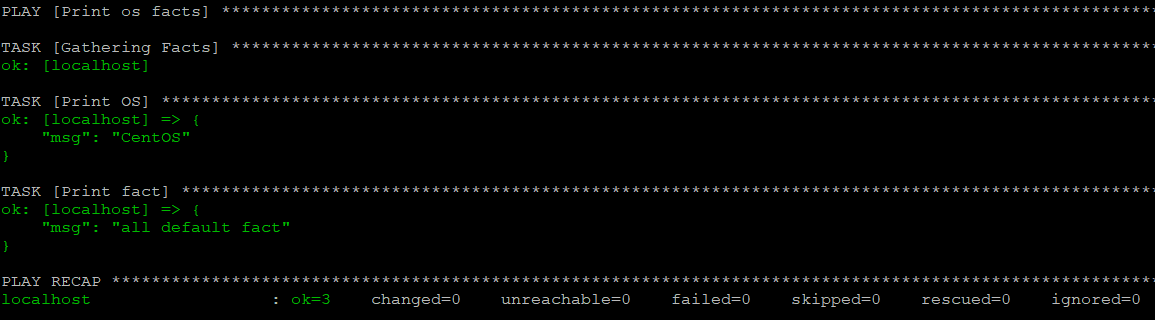 PLAY [Print os facts] **********************************************************************************************
TASK [Gathering Facts] *********************************************************************************************
ok: [localhost]
TASK [Print OS] ****************************************************************************************************
ok: [localhost] => {
    "msg": "CentOS"
}
TASK [Print fact] **************************************************************************************************
ok: [localhost] => {
    "msg": "all default fact"
}
PLAY RECAP *********************************************************************************************************
localhost                  : ok=3    changed=0    unreachable=0    failed=0    skipped=0    rescued=0    ignored=0